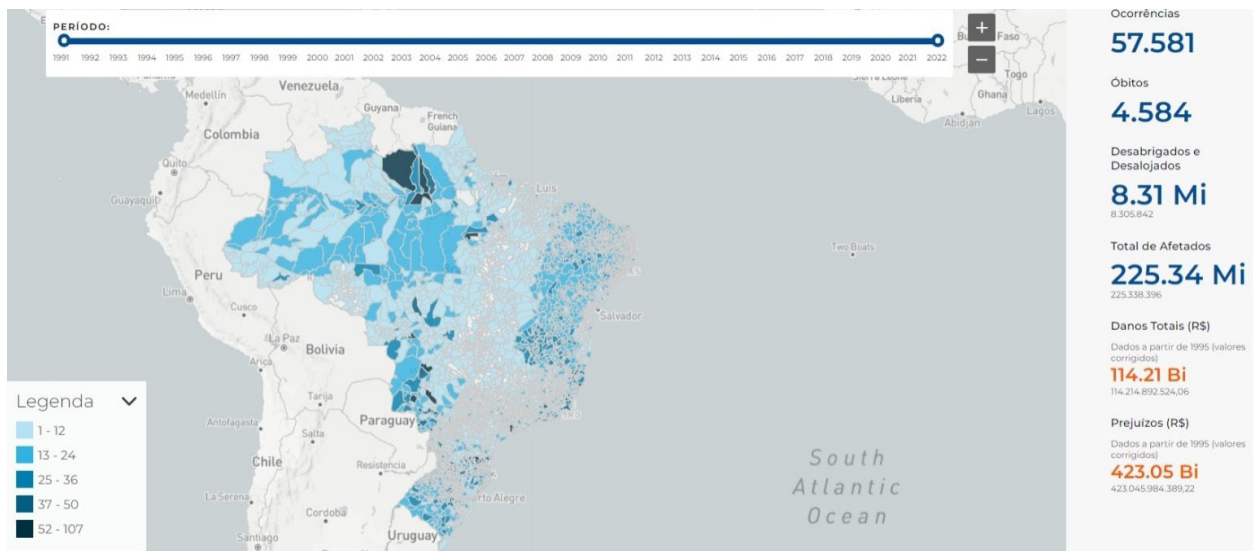 PERÍODO:
1991 1992 1993 1994 1995 1996 1997 1998 1999 2000 2001 2002 2003 2004 2005 2006 2007 2008 2009 2010 2011 2012 2013 2014 2015 2016 2017 2018 2019 2020 2021 2022
+
−
Faso
Togo
Ghana
Liberia
Abidjan
Lagos
Medellín
Venezuela
Guyana
French
Guiana
Colombia
Quito
Guayaquil
Luis
Peru
Lima
Cusco
La Paz
Bolivia
Arica
Salvador
Two Boats
Tarija
Paraguay
Antofagasta
Salta
Chile
Resistencia
La Serena
Cordoba
rto Alegre
Santiago
Uruguay
South
Atlantic
Ocean
Legenda
1 - 12
13 - 24
25 - 36
37 - 50
52 - 107
Ocorrências
57.581
Óbitos
4.584
Desabrigados e
Desalojados
8.31 Mi
8.305.842
Total de Afetados
225.34 Mi
225.338.396
Danos Totais (R$)
Dados a partir de 1995 (valores
corrigidos)
114.21 Bi
114.214.892.524,06
Prejuízos (R$)
Dados a partir de 1995 (valores
corrigidos)
423.05 Bi
423.045.984.389,22